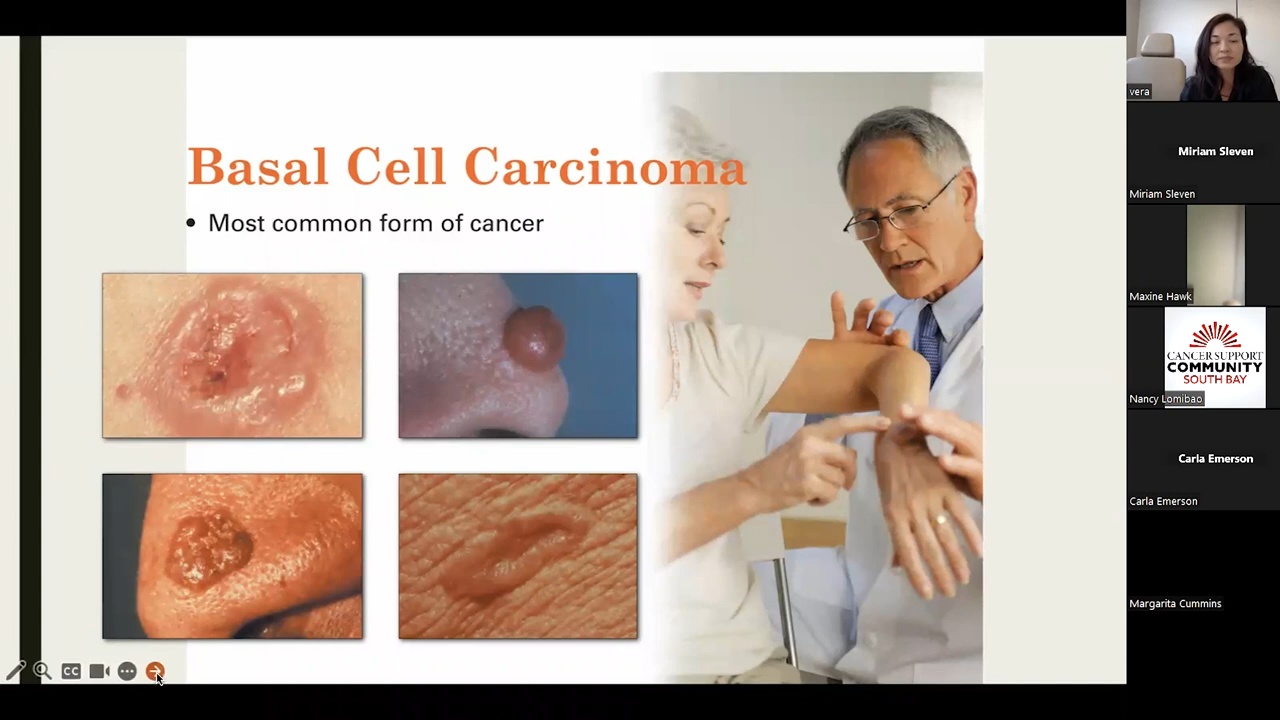 Basal Cell Carcinoma
• Most common form of cancer
CC
vera
Miriam Sleven
Miriam Sleven
Maxine Hawk
CANCER SUPPORT
COMMUNITY
SOUTH BAY
Nancy Lomibao
Carla Emerson
Carla Emerson
Margarita Cummins